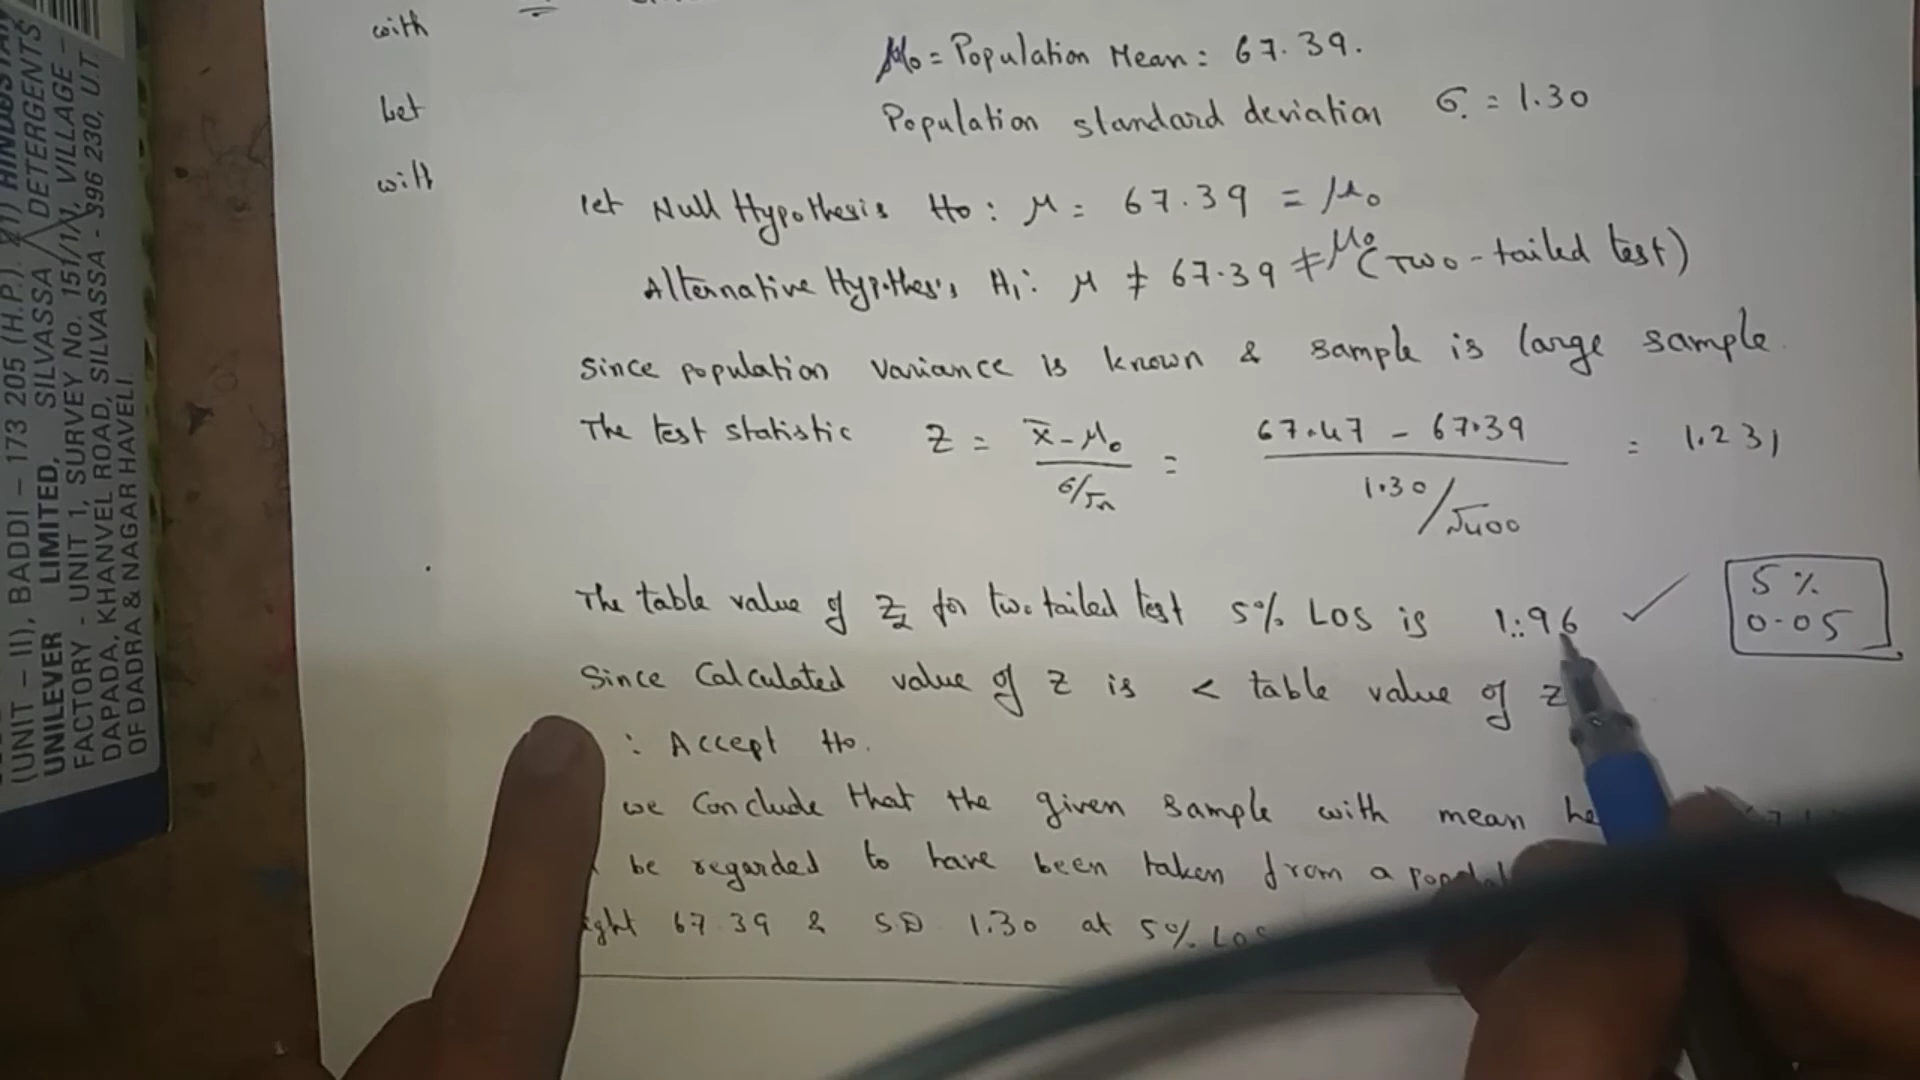 with
Let
with
μ₀ = Population Mean = 67.39.
Population standard deviation σ = 1.30
let Null Hypothesis H₀ : μ = 67.39 = μ₀
Alternative Hypothesis H₁ : μ ≠ 67.39 ≠ μ₀ (Two-tailed test)
Since population variance is known & sample is large sample.
The test statistic Z = x̄ - μ₀ / σ/√n = 67.47 - 67.39 / 1.30/√400 = 1.231
The table value of Zα/2 for two tailed test 5% LOS is 1.96 ✓
5%
0.05
Since Calculated value of Z is < table value of Z
: Accept H₀.
we Conclude that the given sample with mean
be regarded to have been taken from a
67.39 & SD 1.30 at 5% LOS
(UNIT – II), BADDI – 173 205 (H.P.).
UNILEVER LIMITED, SILVASSA DETERGENTS
FACTORY - UNIT 1, SURVEY No. 151/1/1, VILLAGE –
DAPADA, KHANVEL ROAD, SILVASSA - 396 230, U.T
OF DADRA & NAGAR HAVELI